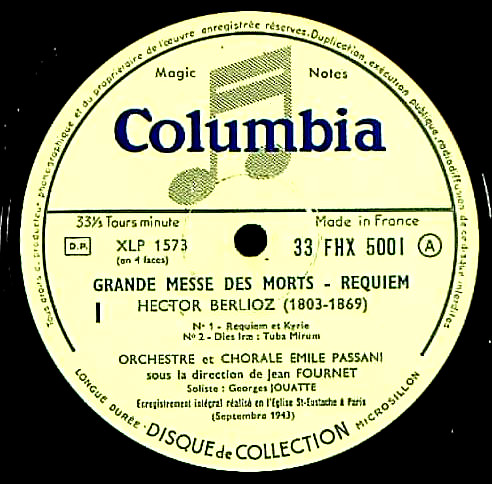 Tous droits du producteur phonographique et du propriétaire de l'œuvre enregistrée réservés. Duplication, exécution publique, radiodiffusion de ce disque interdites
Magic Notes
Columbia
33⅓ Tours minute
Made in France
D.P.
XLP 1573
33 FHX 5001 A
(en 4 faces)
GRANDE MESSE DES MORTS - REQUIEM
I
HECTOR BERLIOZ (1803-1869)
Nº 1 - Requiem et Kyrie
Nº 2 - Dies Iræ : Tuba Mirum
ORCHESTRE et CHORALE EMILE PASSANI
sous la direction de Jean FOURNET
Soliste : Georges JOUATTE
Enregistrement intégral réalisé en l'Église St-Eustache à Paris
(Septembre 1943)
LONGUE DURÉE · DISQUE de COLLECTION MICROSILLON